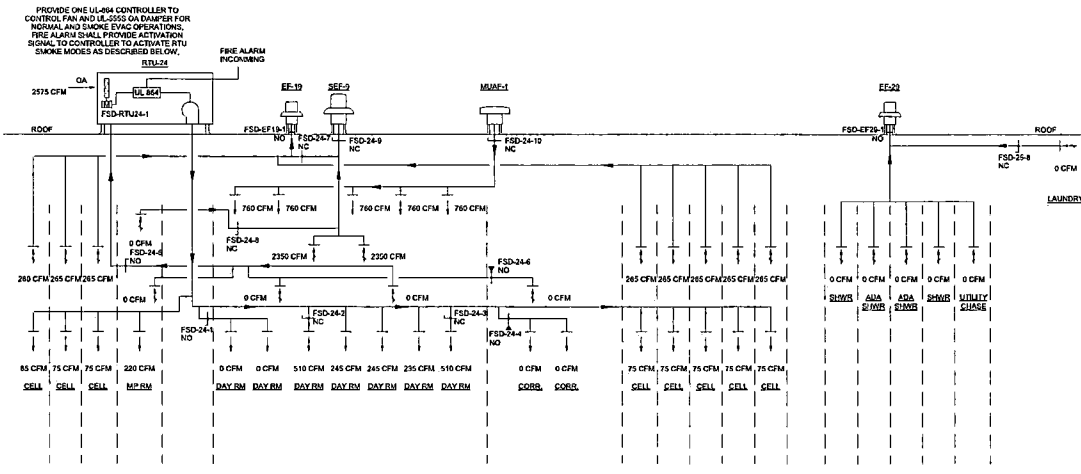 PROVIDE ONE UL-864 CONTROLLER TO
CONTROL FAN AND UL-555S OA DAMPER FOR
NORMAL AND SMOKE EVAC OPERATIONS,
FIRE ALARM SHALL PROVIDE ACTIVATION
SIGNAL TO CONTROLLER TO ACTIVATE RTU
SMOKE MODES AS DESCRIBED BELOW.
RTU-24
FIRE ALARM
INCOMMING
OA
2575 CFM
UL 864
FSD-RTU24-1
EF-19
SEF-9
MUAF-1
EF-29
ROOF
FSD-EF19-1
NO
FSD-24-7
NC
FSD-24-9
NC
FSD-24-10
NC
FSD-EF29-1
NO
ROOF
FSD-25-8
NC
0 CFM
LAUNDRY
760 CFM
760 CFM
760 CFM
760 CFM
760 CFM
0 CFM
FSD-24-8
NC
FSD-24-5
NO
2350 CFM
2350 CFM
FSD-24-6
NO
260 CFM
265 CFM
265 CFM
265 CFM
265 CFM
265 CFM
265 CFM
265 CFM
0 CFM
0 CFM
0 CFM
0 CFM
0 CFM
SHWR
0 CFM
ADA
SHWR
0 CFM
ADA
SHWR
0 CFM
SHWR
0 CFM
UTILITY
CHASE
FSD-24-1
NO
FSD-24-2
NC
FSD-24-3
NC
FSD-24-4
NO
85 CFM
CELL
75 CFM
CELL
75 CFM
CELL
220 CFM
MP RM
0 CFM
DAY RM
0 CFM
DAY RM
510 CFM
DAY RM
245 CFM
DAY RM
245 CFM
DAY RM
235 CFM
DAY RM
510 CFM
DAY RM
0 CFM
CORR.
0 CFM
CORR.
75 CFM
CELL
75 CFM
CELL
75 CFM
CELL
75 CFM
CELL
75 CFM
CELL